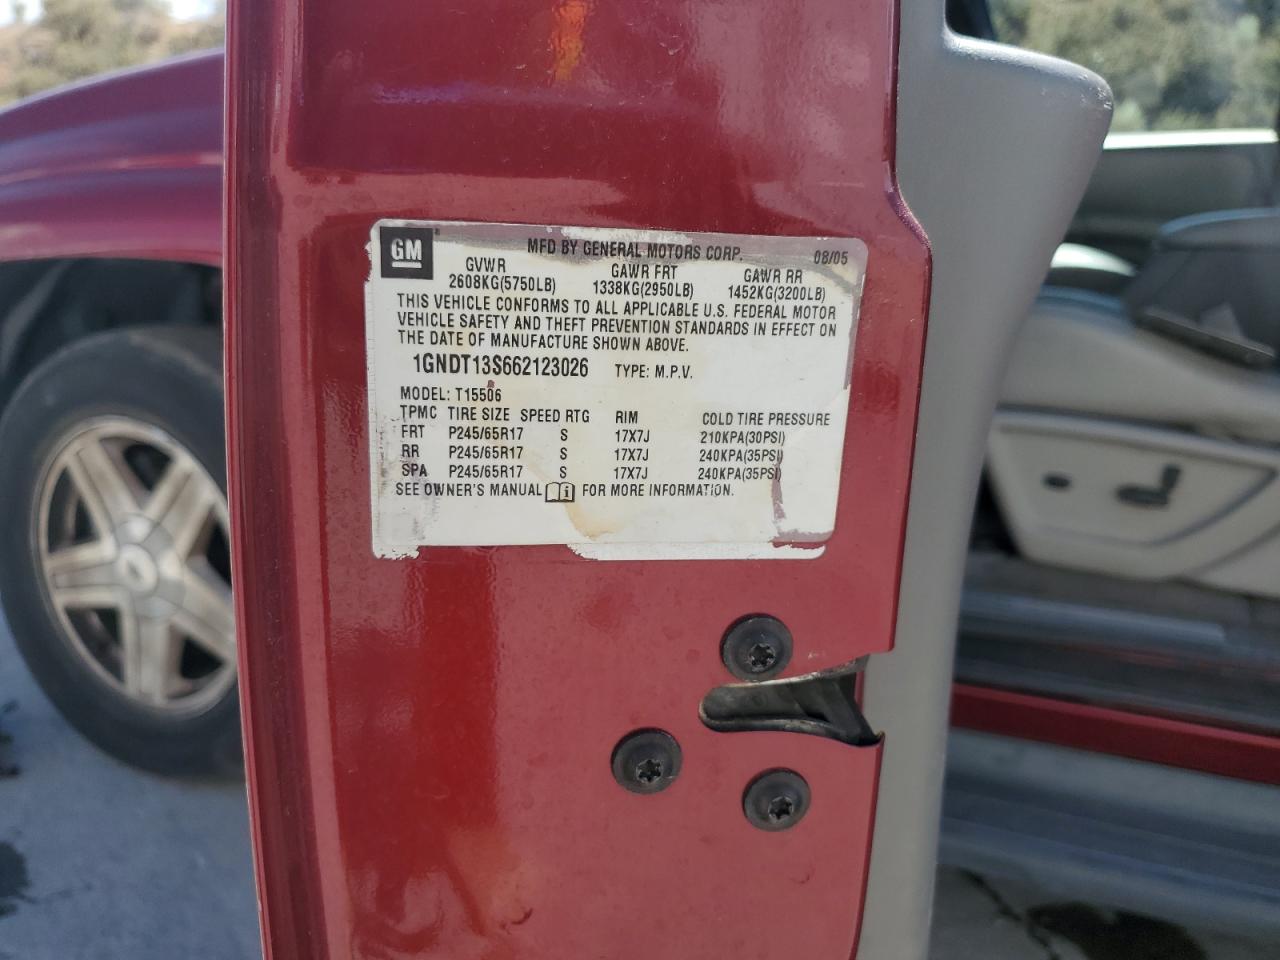 GM
MFD BY GENERAL MOTORS CORP. 08/05
GVWR GAWR FRT GAWR RR
2608KG(5750LB) 1338KG(2950LB) 1452KG(3200LB)
THIS VEHICLE CONFORMS TO ALL APPLICABLE U.S. FEDERAL MOTOR
VEHICLE SAFETY AND THEFT PREVENTION STANDARDS IN EFFECT ON
THE DATE OF MANUFACTURE SHOWN ABOVE.
1GNDT13S662123026 TYPE: M.P.V.
MODEL: T15506
TPMC TIRE SIZE SPEED RTG RIM COLD TIRE PRESSURE
FRT P245/65R17 S 17X7J 210KPA(30PSI)
RR P245/65R17 S 17X7J 240KPA(35PSI)
SPA P245/65R17 S 17X7J 240KPA(35PSI)
SEE OWNER'S MANUAL i FOR MORE INFORMATION.